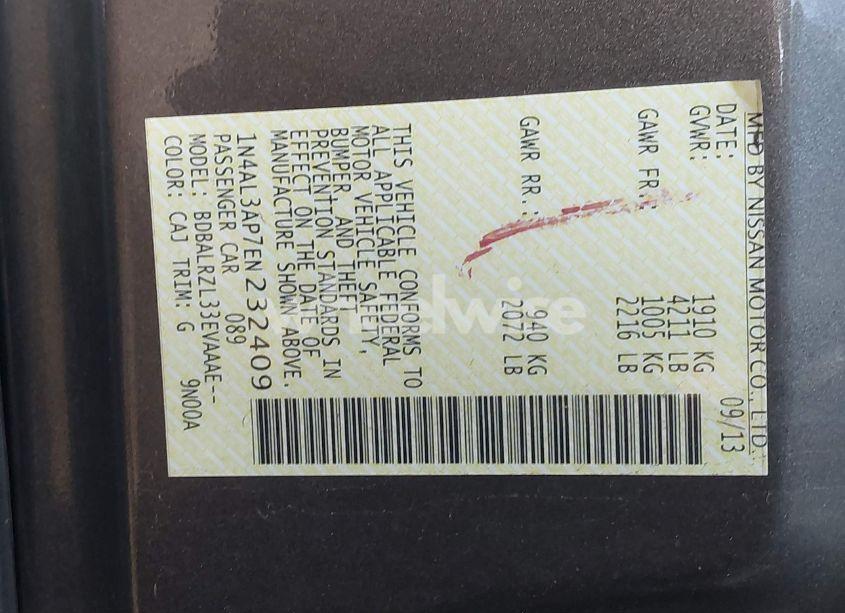 MFD BY NISSAN MOTOR CO., LTD.
DATE: 09/13
GVWR: 1910 KG
4211 LB
GAWR FR.: 1005 KG
2216 LB
GAWR RR.: 940 KG
2072 LB
THIS VEHICLE CONFORMS TO
ALL APPLICABLE FEDERAL
MOTOR VEHICLE SAFETY,
BUMPER, AND THEFT
PREVENTION STANDARDS IN
EFFECT ON THE DATE OF
MANUFACTURE SHOWN ABOVE.
1N4AL3AP7EN232409
PASSENGER CAR 089
MODEL: BDBALRZL33EVAAAE--
COLOR: CAJ TRIM: G 9N00A